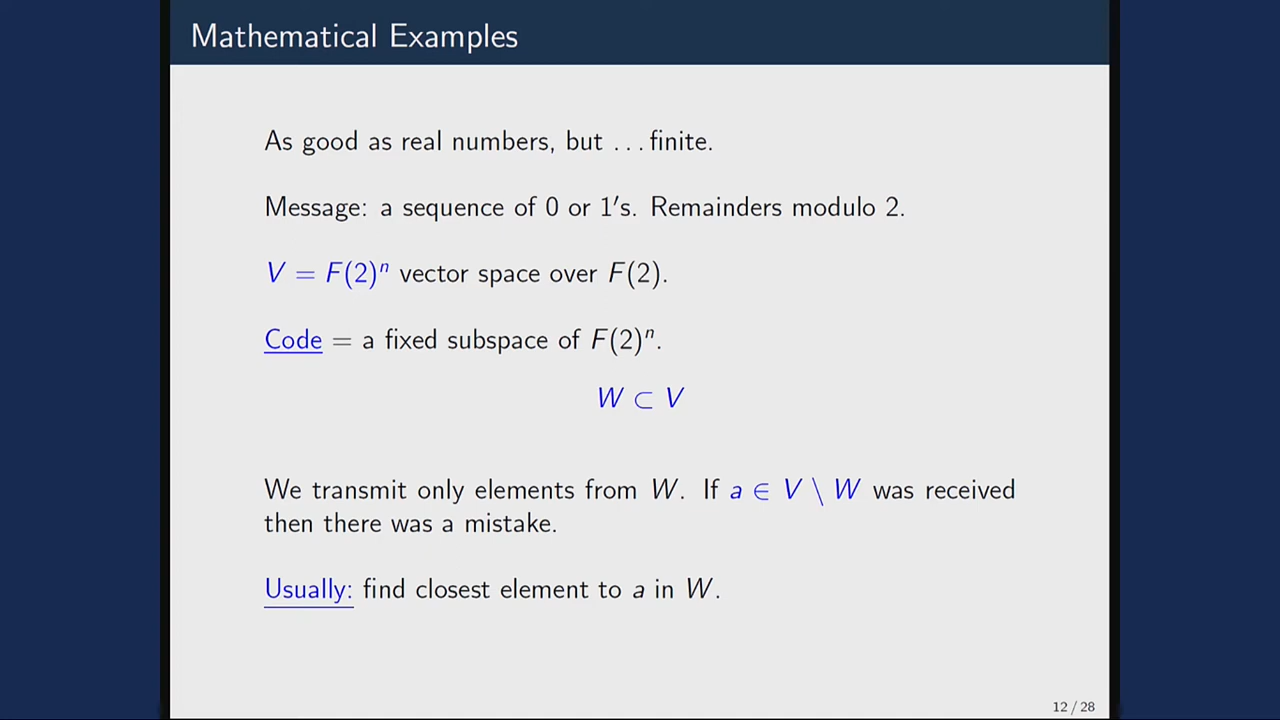 Mathematical Examples
As good as real numbers, but . . . finite.
Message: a sequence of 0 or 1′s. Remainders modulo 2.
V = F(2)ⁿ vector space over F(2).
Code = a fixed subspace of F(2)ⁿ.
W ⊂ V
We transmit only elements from W. If a ∈ V \ W was received
then there was a mistake.
Usually: find closest element to a in W.
12 / 28